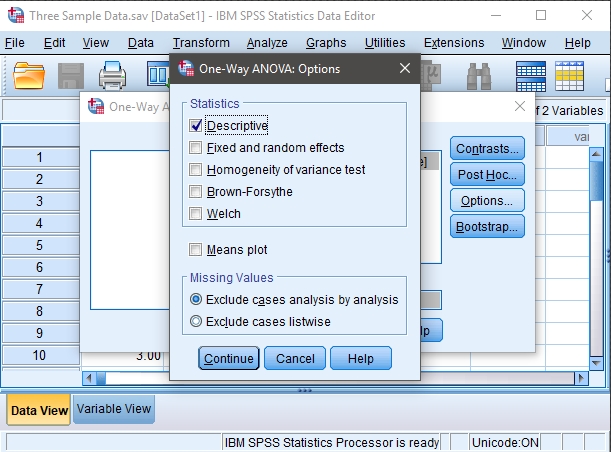 Three Sample Data.sav [DataSet1] - IBM SPSS Statistics Data Editor
File Edit View Data Transform Analyze Graphs Utilities Extensions Window Help
One-Way ANOVA: Options
One-Way A
of 2 Variables
Statistics
Descriptive
Fixed and random effects
Homogeneity of variance test
Brown-Forsythe
Welch
Means plot
Missing Values
Exclude cases analysis by analysis
Exclude cases listwise
Continue Cancel Help
Contrasts...
Post Hoc...
Options...
Bootstrap...
1
2
3
4
5
6
7
8
9
10 3.00
Data View Variable View
IBM SPSS Statistics Processor is ready Unicode:ON